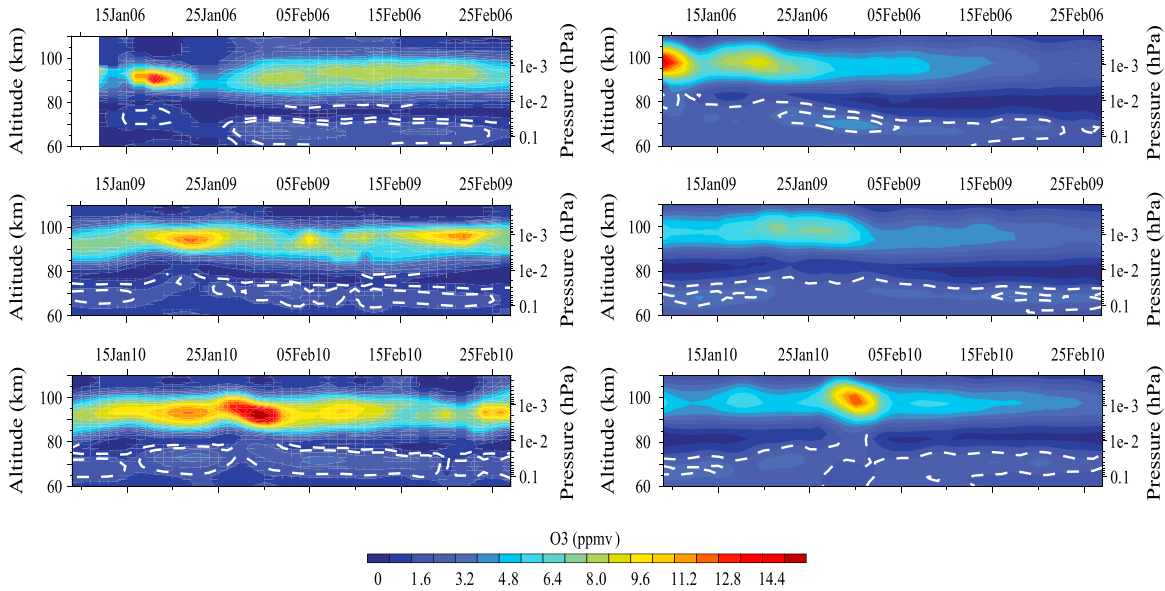 15Jan06 25Jan06 05Feb06 15Feb06 25Feb06
Altitude (km)
100
80
60
1e-3
1e-2
0.1
Pressure (hPa)
15Jan06 25Jan06 05Feb06 15Feb06 25Feb06
Altitude (km)
100
80
60
1e-3
1e-2
0.1
Pressure (hPa)
15Jan09 25Jan09 05Feb09 15Feb09 25Feb09
Altitude (km)
100
80
60
1e-3
1e-2
0.1
Pressure (hPa)
15Jan09 25Jan09 05Feb09 15Feb09 25Feb09
Altitude (km)
100
80
60
1e-3
1e-2
0.1
Pressure (hPa)
15Jan10 25Jan10 05Feb10 15Feb10 25Feb10
Altitude (km)
100
80
60
1e-3
1e-2
0.1
Pressure (hPa)
15Jan10 25Jan10 05Feb10 15Feb10 25Feb10
Altitude (km)
100
80
60
1e-3
1e-2
0.1
Pressure (hPa)
O3 (ppmv)
0 1.6 3.2 4.8 6.4 8.0 9.6 11.2 12.8 14.4